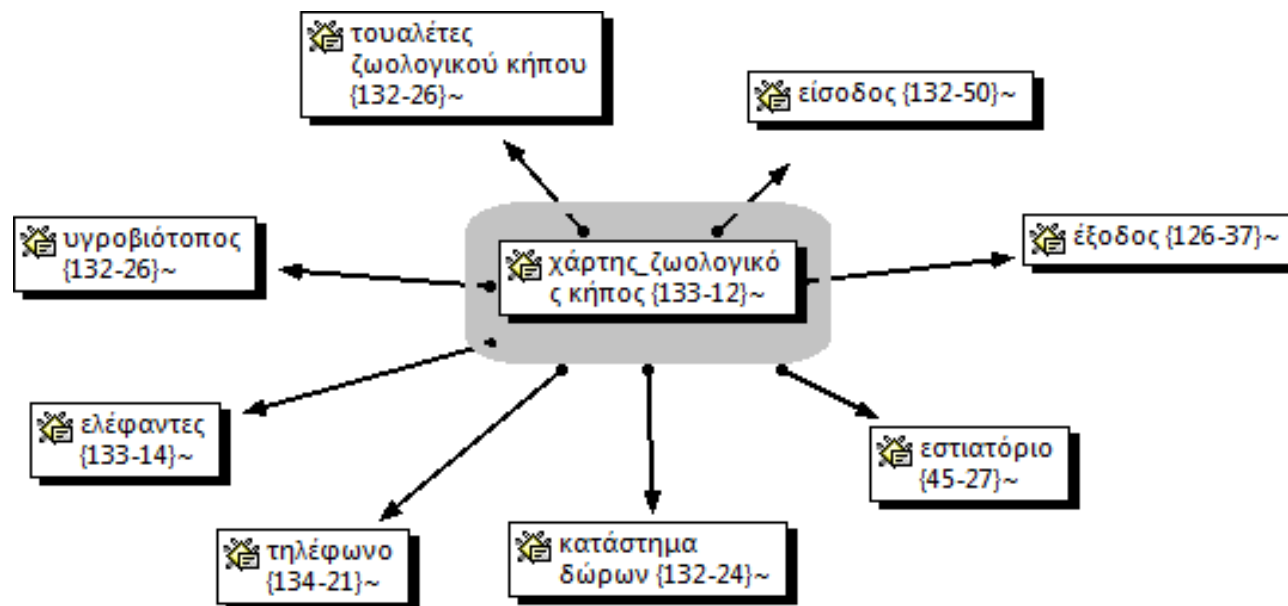 τουαλέτες
ζωολογικού κήπου
{132-26}~
είσοδος {132-50}~
υγροβιότοπος
{132-26}~
χάρτης_ζωολογικό
ς κήπος {133-12}~
έξοδος {126-37}~
ελέφαντες
{133-14}~
εστιατόριο
{45-27}~
τηλέφωνο
{134-21}~
κατάστημα
δώρων {132-24}~